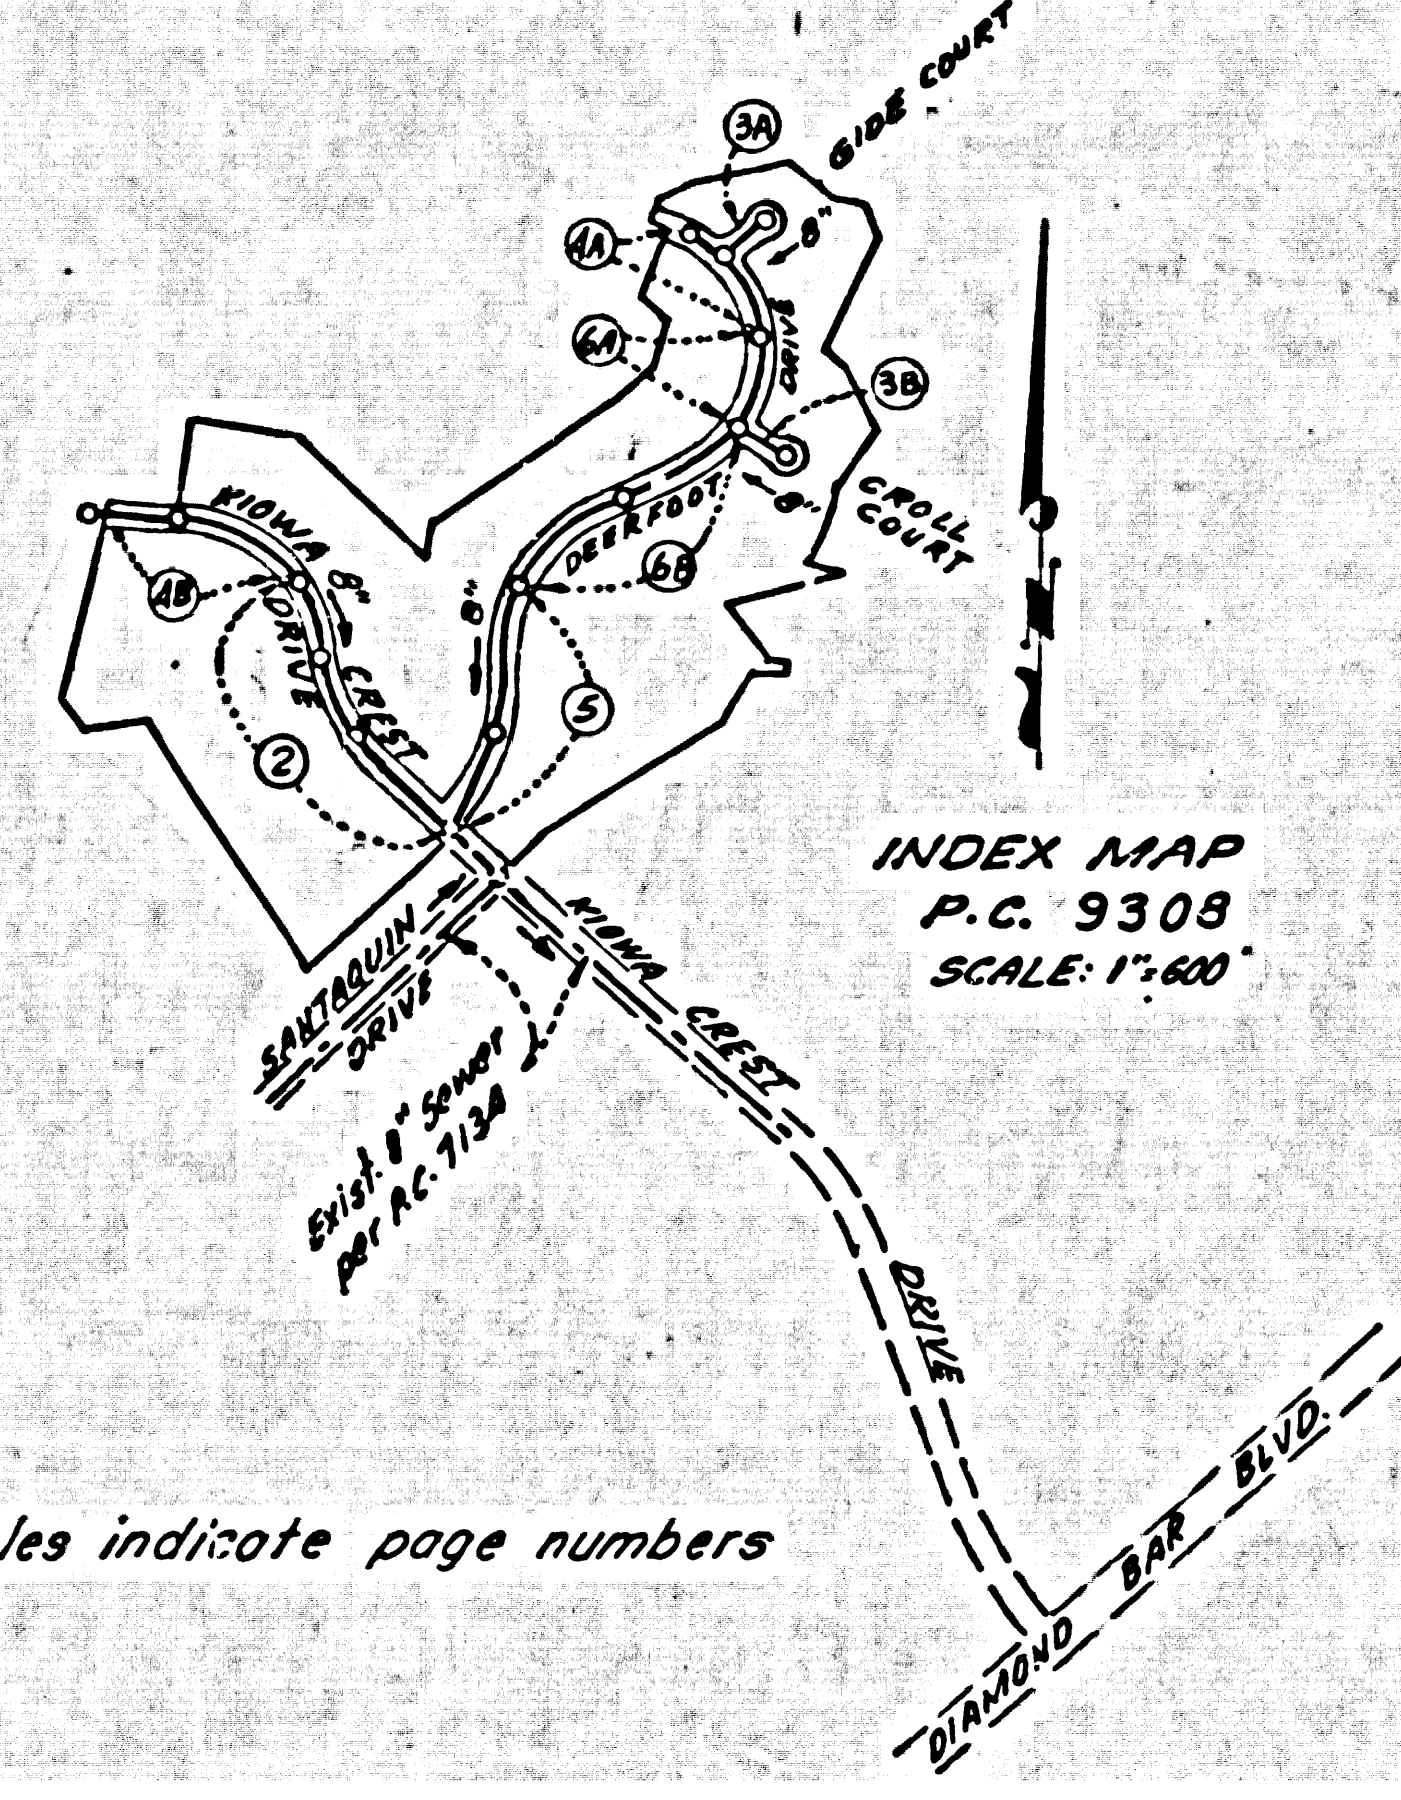 GIDE COURT
3A
4A
8"
6A
DRIVE
3B
KIOWA
8"
CREST
DRIVE
4B
8"
DEERFOOT
8"
CROLL
COURT
6B
5
2
INDEX MAP
P.C. 9308
SCALE: 1"=600'
SANTAQUIN
DRIVE
KIOWA
CREST
DRIVE
Exist. 8" Sewer
per P.C. 7134
DIAMOND BAR BLVD.
les indicate page numbers